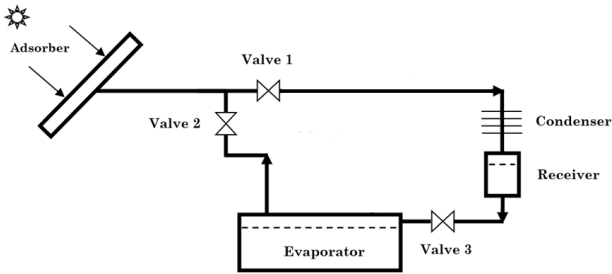 Adsorber
Valve 1
Valve 2
Condenser
Receiver
Evaporator
Valve 3